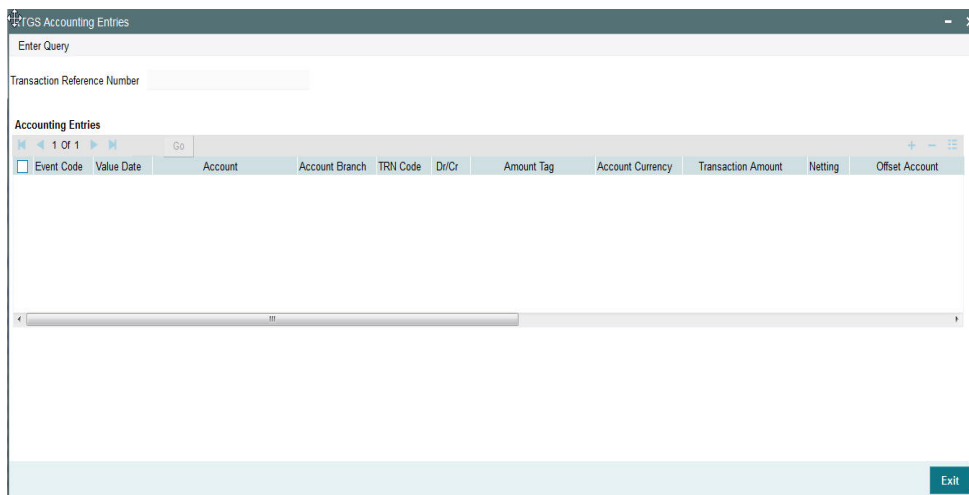 TGS Accounting Entries
Enter Query
Transaction Reference Number
Accounting Entries
1 Of 1 Go
Event Code Value Date Account Account Branch TRN Code Dr/Cr Amount Tag Account Currency Transaction Amount Netting Offset Account
Exit